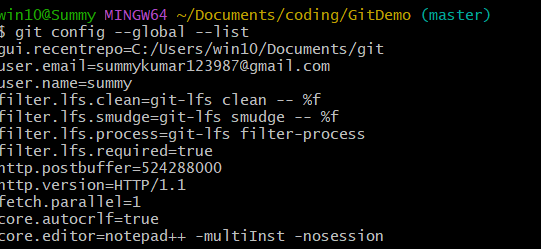 win10@Summy MINGW64 ~/Documents/coding/GitDemo (master)
$ git config --global --list
gui.recentrepo=C:/Users/win10/Documents/git
user.email=summykumar123987@gmail.com
user.name=summy
filter.lfs.clean=git-lfs clean -- %f
filter.lfs.smudge=git-lfs smudge -- %f
filter.lfs.process=git-lfs filter-process
filter.lfs.required=true
http.postbuffer=524288000
http.version=HTTP/1.1
fetch.parallel=1
core.autocrlf=true
core.editor=notepad++ -multiInst -nosession